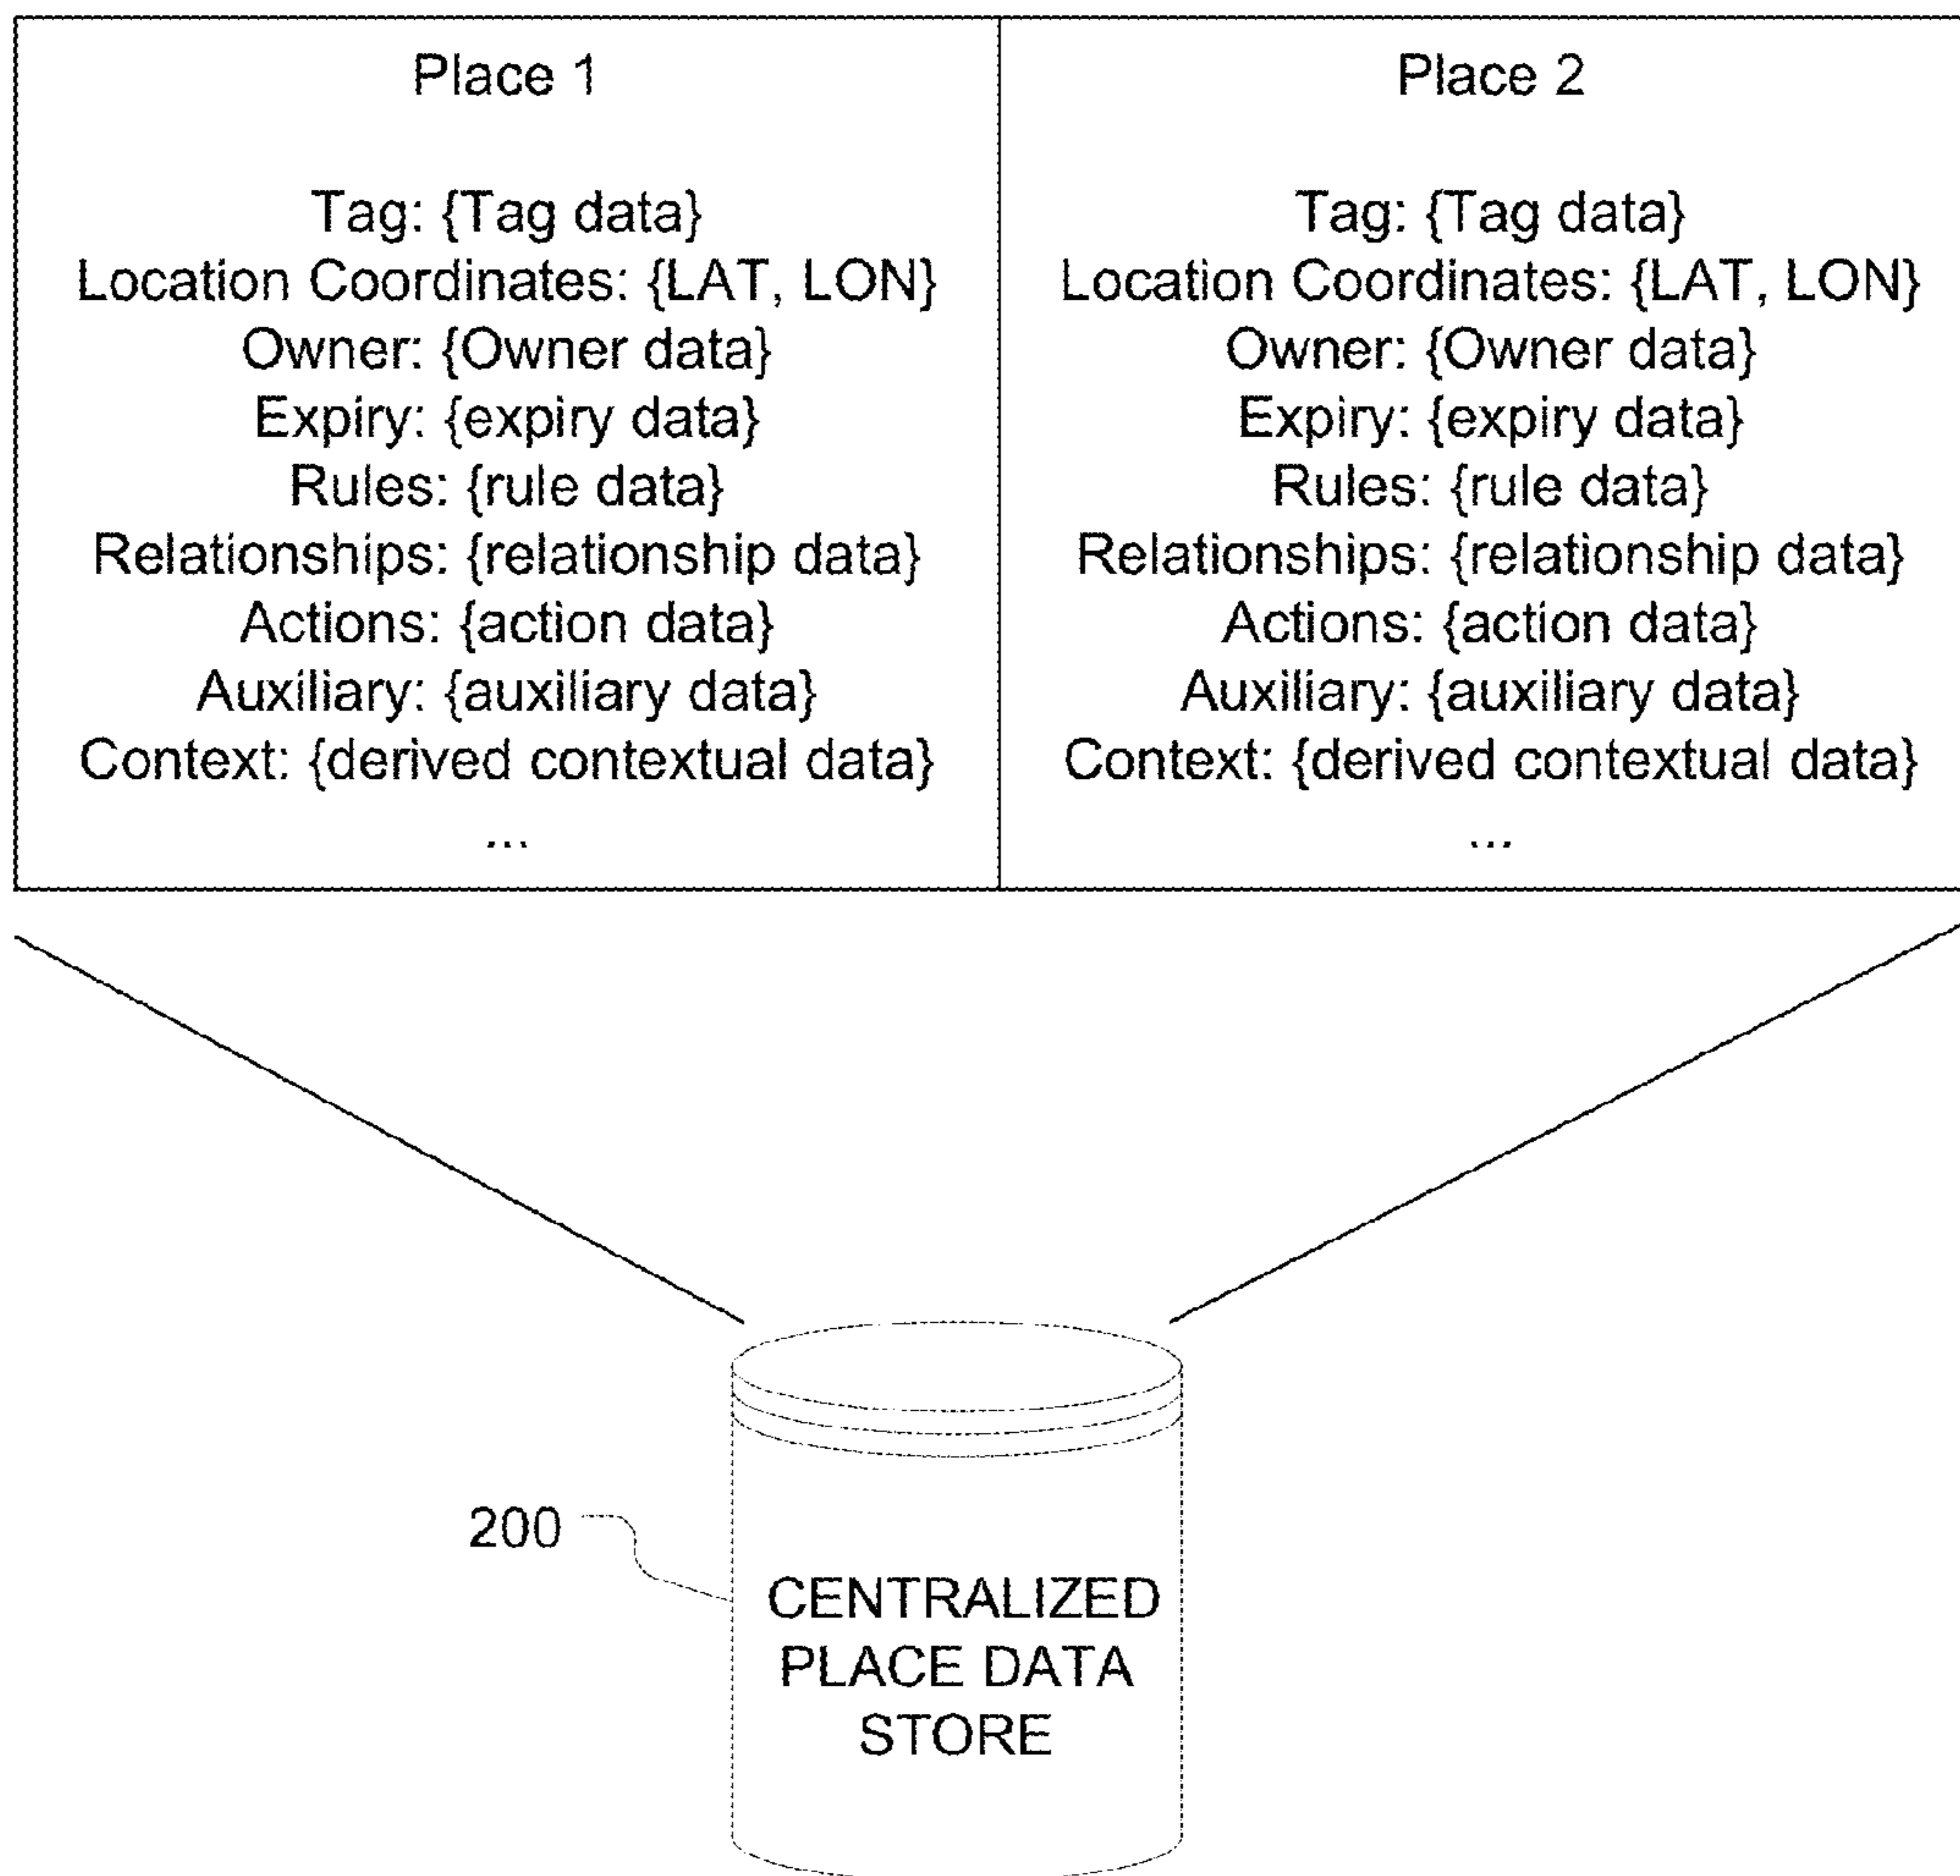 Place 1
Tag: {Tag data}
Location Coordinates: {LAT, LON}
Owner: {Owner data}
Expiry: {expiry data}
Rules: {rule data}
Relationships: {relationship data}
Actions: {action data}
Auxiliary: {auxiliary data}
Context: {derived contextual data}
...
Place 2
Tag: {Tag data}
Location Coordinates: {LAT, LON}
Owner: {Owner data}
Expiry: {expiry data}
Rules: {rule data}
Relationships: {relationship data}
Actions: {action data}
Auxiliary: {auxiliary data}
Context: {derived contextual data}
...
200
CENTRALIZED
PLACE DATA
STORE